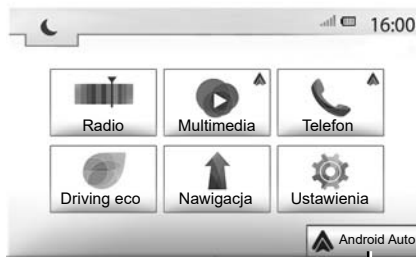 16:00
Radio
Multimedia
Telefon
Driving eco
Nawigacja
Ustawienia
Android Auto